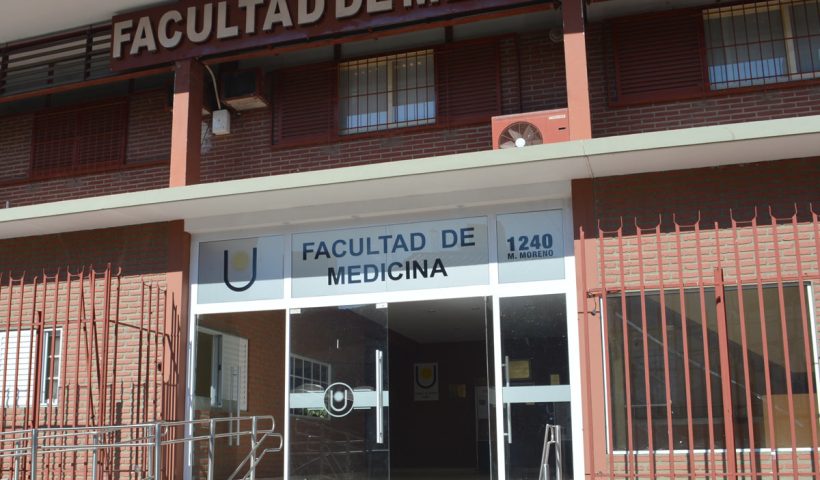 FACULTAD DE M
FACULTAD DE
MEDICINA
1240
M. MORENO